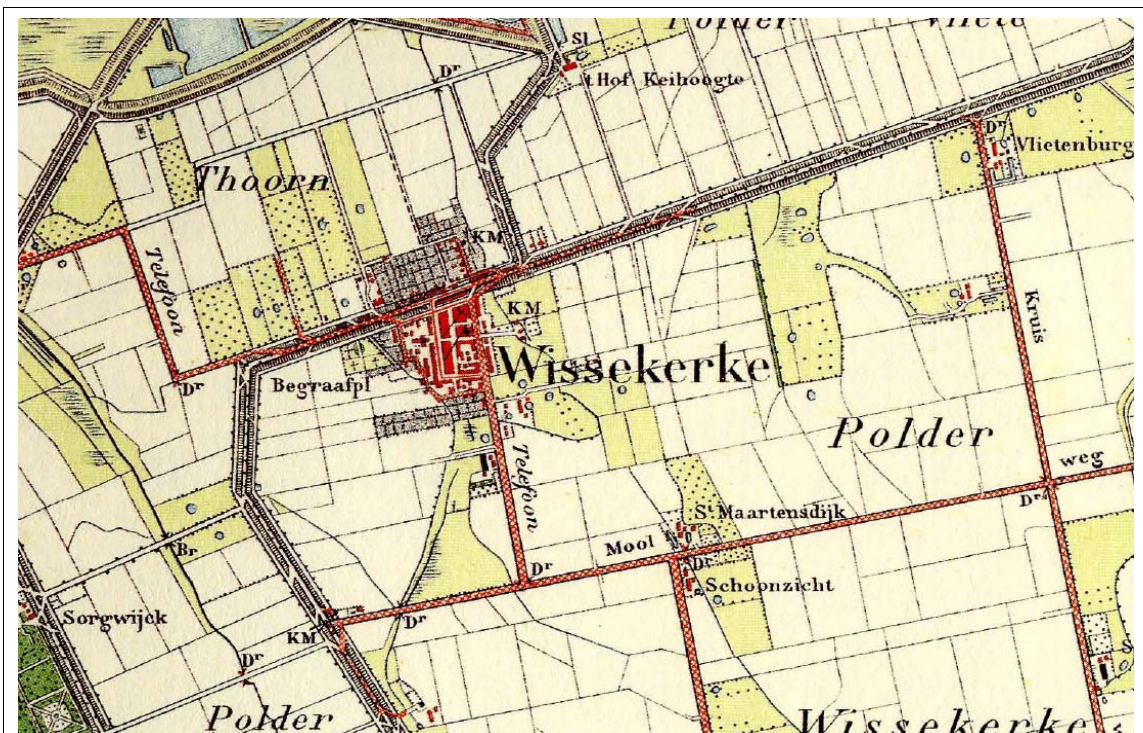 Polder Vliete
Sl
Dr
t Hof Keihoogte
Dr
Vlietenburg
Thoorn
KM
Telefoon
KM
Kruis
Wissekerke
Dr
Begraafpl
Polder
Telefoon
weg
Dr
St Maartensdijk
Mool
Br
Dr
Dr
Schoonzicht
Sorgwijck
Dr
KM
Dr
Polder
Wissekerke